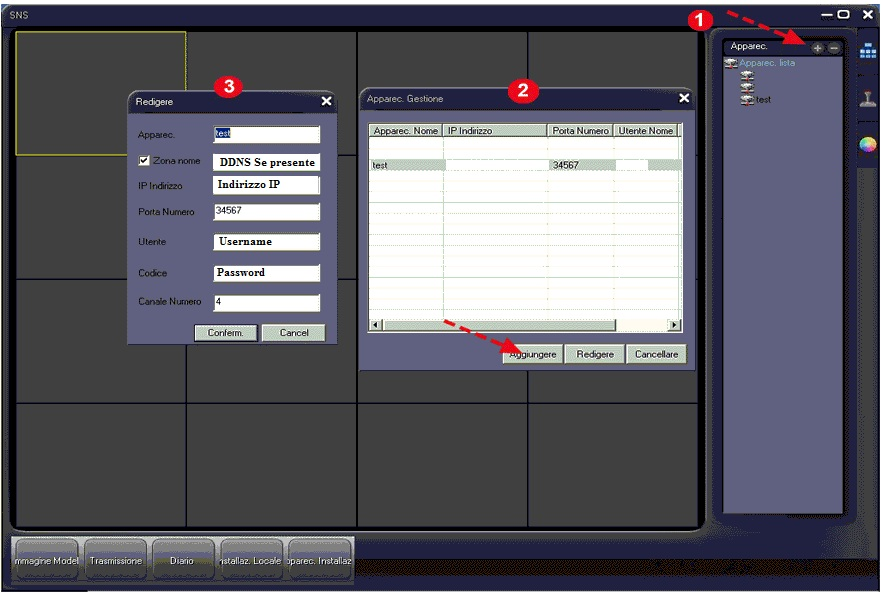 SNS
1
Apparec.
Apparec. lista
test
3
Redigere
Apparec.
test
Zona nome
DDNS Se presente
IP Indirizzo
Indirizzo IP
Porta Numero
34567
Utente
Username
Codice
Password
Canale Numero
4
Conferm.
Cancel
2
Apparec. Gestione
Apparec. Nome
IP Indirizzo
Porta Numero
Utente Nome
test
34567
Aggiungere
Redigere
Cancellare
mmagine Model
Trasmissione
Diario
nstallaz. Locale
pparec. Installaz